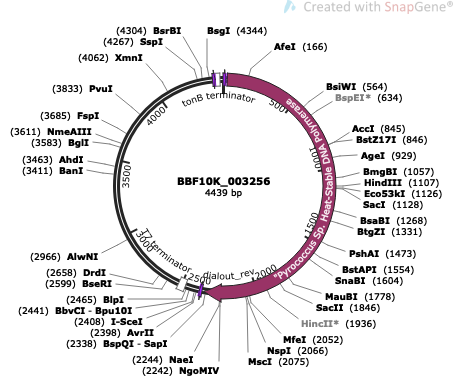 Created with SnapGene®
(4304) BsrBI
BsgI (4344)
(4267) SspI
AfeI (166)
(4062) XmnI
BsiWI (564)
(3833) PvuI
BspEI* (634)
tonB terminator
500
4000
(3685) FspI
AccI (845)
(3611) NmeAIII
BstZ17I (846)
(3583) BglI
AgeI (929)
1000
(3463) AhdI
BmgBI (1057)
(3411) BanI
HindIII (1107)
3500
Eco53kI (1126)
BBF10K_003256
SacI (1128)
4439 bp
BsaBI (1268)
BtgZI (1331)
1500
"Pyrococcus Sp. Heat-Stable DNA Polymerase
(2966) AlwNI
PshAI (1473)
3000
T7 terminator
dialout_rev
2500
2000
(2658) DrdI
BstAPI (1554)
(2599) BseRI
SnaBI (1604)
(2465) BlpI
MauBI (1778)
(2441) BbvCI - Bpu10I
SacII (1846)
(2408) I-SceI
HincII* (1936)
(2398) AvrII
MfeI (2052)
(2338) BspQI - SapI
NspI (2066)
(2244) NaeI
MscI (2075)
(2242) NgoMIV